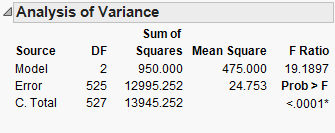 Analysis of Variance
Sum of
Source DF Squares Mean Square F Ratio
Model 2 950.000 475.000 19.1897
Error 525 12995.252 24.753 Prob > F
C. Total 527 13945.252 <.0001*